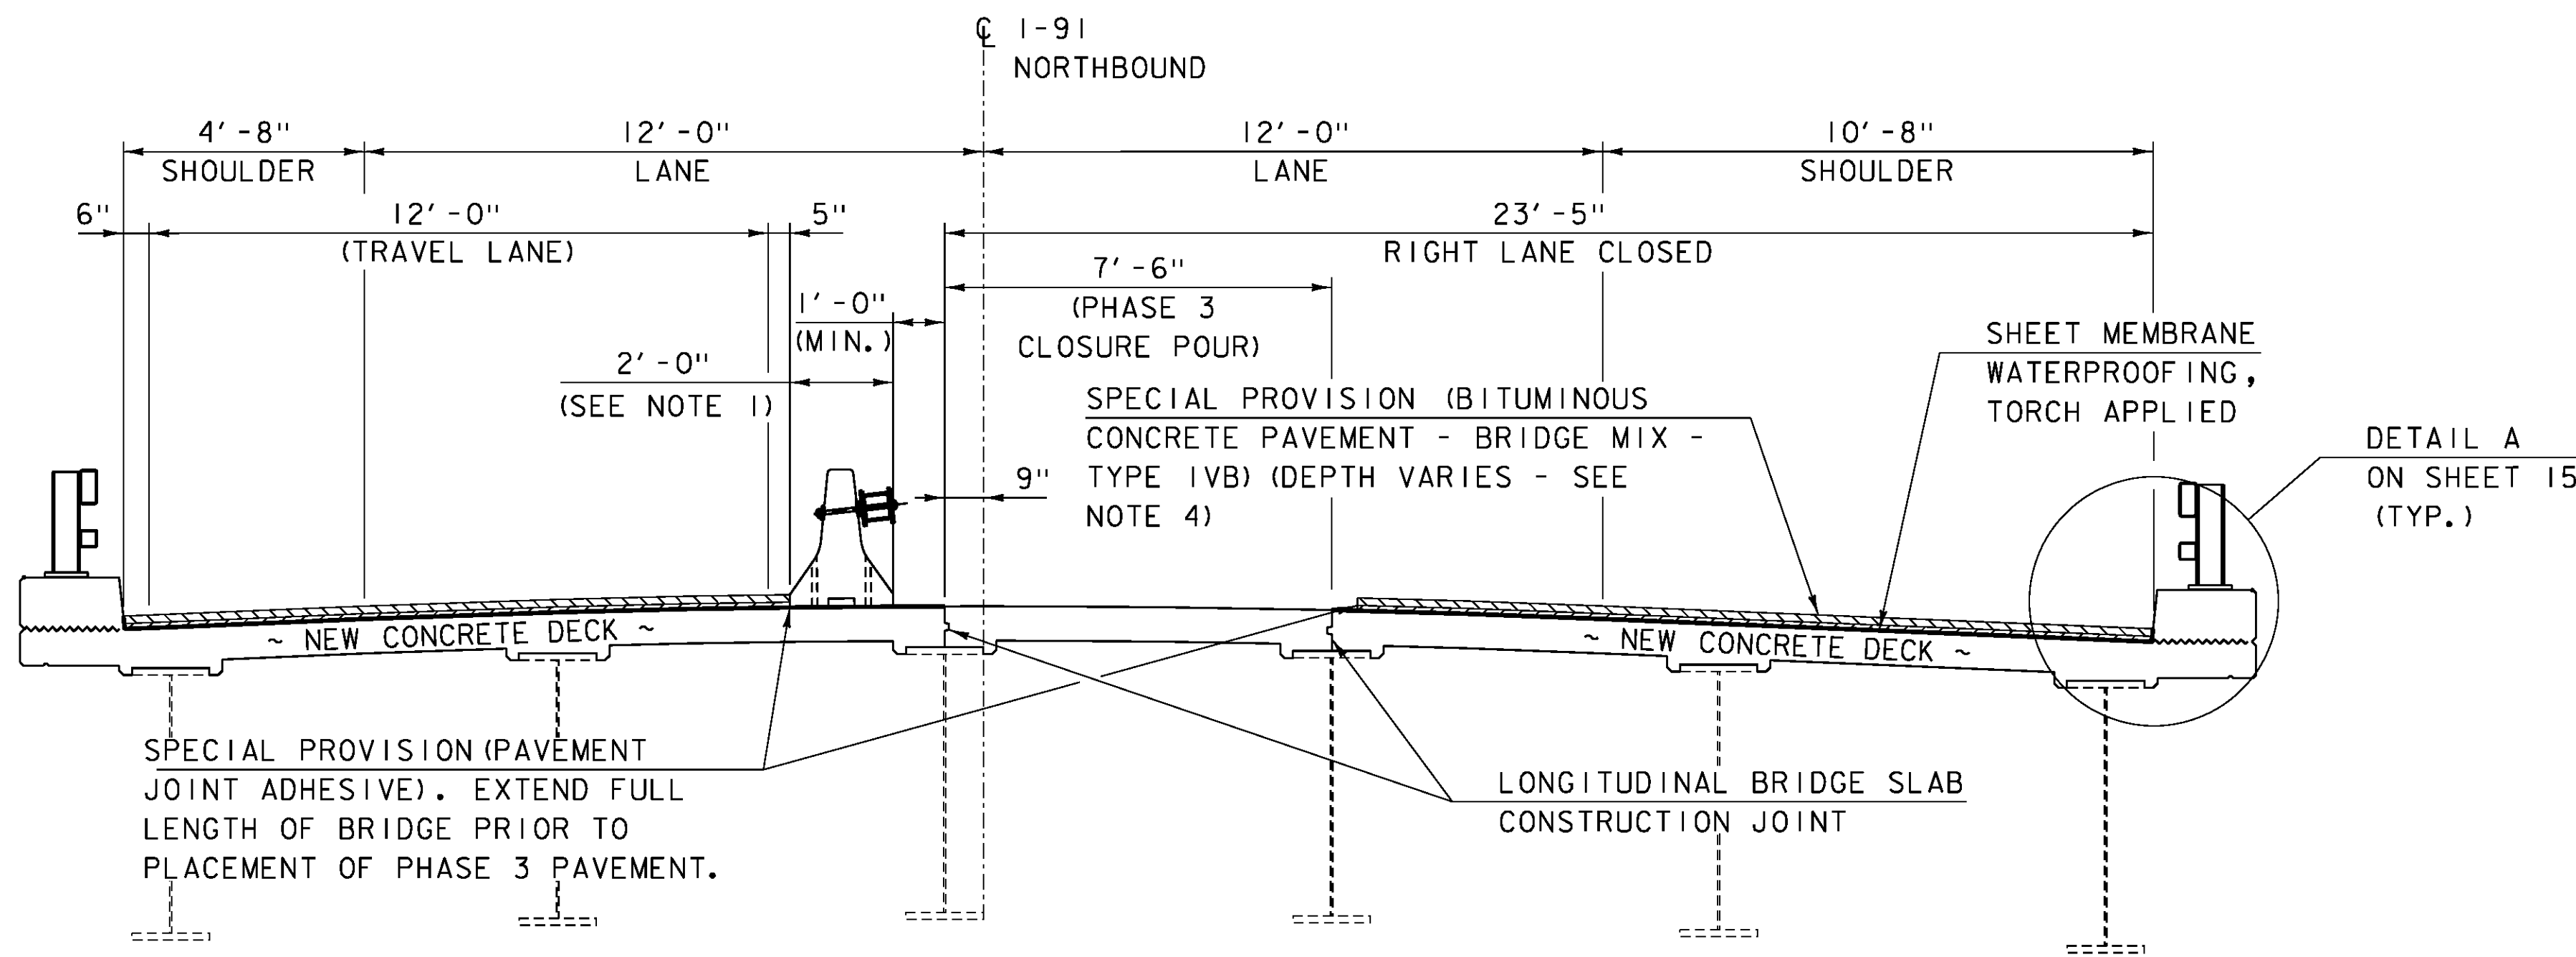 ℄ I-91
NORTHBOUND
4'-8"
SHOULDER
12'-0"
LANE
12'-0"
LANE
10'-8"
SHOULDER
6"
12'-0"
(TRAVEL LANE)
5"
23'-5"
RIGHT LANE CLOSED
7'-6"
(PHASE 3
CLOSURE POUR)
1'-0"
(MIN.)
2'-0"
(SEE NOTE 1)
9"
SPECIAL PROVISION (BITUMINOUS
CONCRETE PAVEMENT - BRIDGE MIX -
TYPE IVB) (DEPTH VARIES - SEE
NOTE 4)
SHEET MEMBRANE
WATERPROOFING,
TORCH APPLIED
DETAIL A
ON SHEET 15
(TYP.)
~ NEW CONCRETE DECK ~
~ NEW CONCRETE DECK ~
SPECIAL PROVISION (PAVEMENT
JOINT ADHESIVE). EXTEND FULL
LENGTH OF BRIDGE PRIOR TO
PLACEMENT OF PHASE 3 PAVEMENT.
LONGITUDINAL BRIDGE SLAB
CONSTRUCTION JOINT